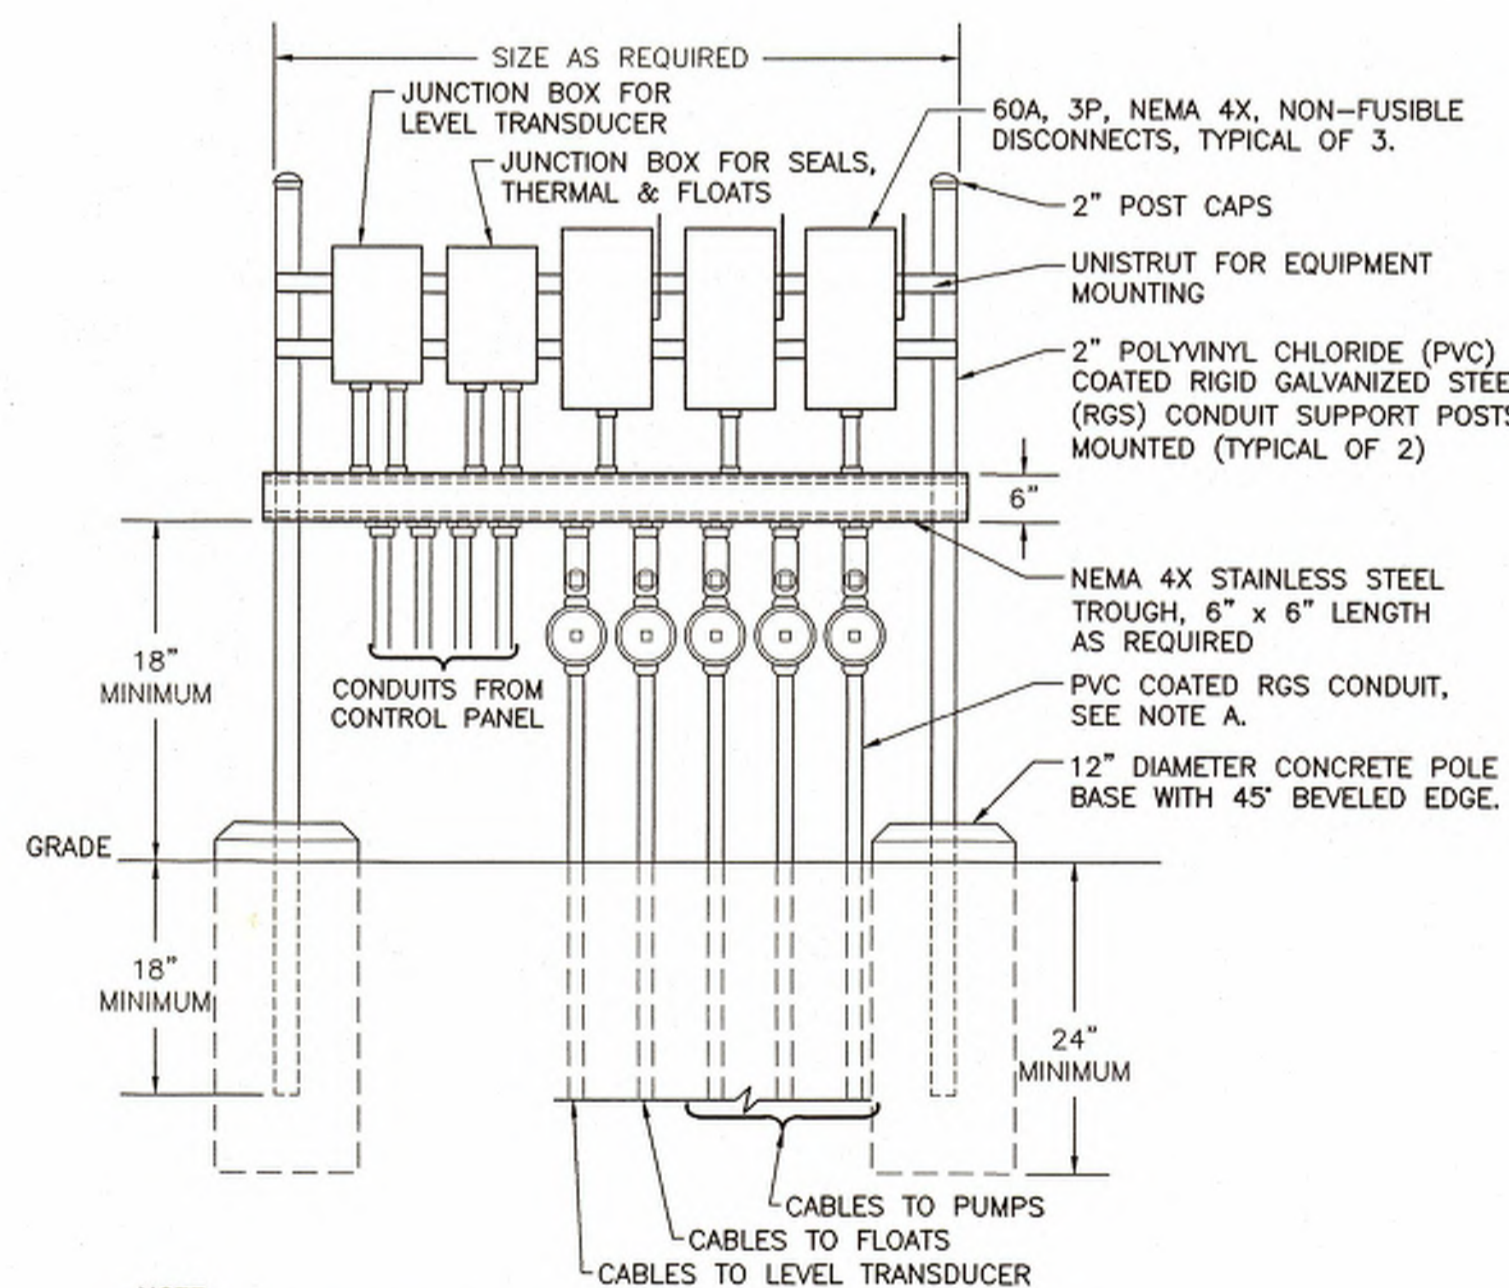 SIZE AS REQUIRED
JUNCTION BOX FOR
LEVEL TRANSDUCER
JUNCTION BOX FOR SEALS,
THERMAL & FLOATS
60A, 3P, NEMA 4X, NON-FUSIBLE
DISCONNECTS, TYPICAL OF 3.
2" POST CAPS
UNISTRUT FOR EQUIPMENT
MOUNTING
2" POLYVINYL CHLORIDE (PVC)
COATED RIGID GALVANIZED STEE
(RGS) CONDUIT SUPPORT POSTS
MOUNTED (TYPICAL OF 2)
6"
NEMA 4X STAINLESS STEEL
TROUGH, 6" x 6" LENGTH
AS REQUIRED
18"
MINIMUM
CONDUITS FROM
CONTROL PANEL
PVC COATED RGS CONDUIT,
SEE NOTE A.
12" DIAMETER CONCRETE POLE
BASE WITH 45° BEVELED EDGE.
GRADE
18"
MINIMUM
24"
MINIMUM
CABLES TO PUMPS
CABLES TO FLOATS
CABLES TO LEVEL TRANSDUCER